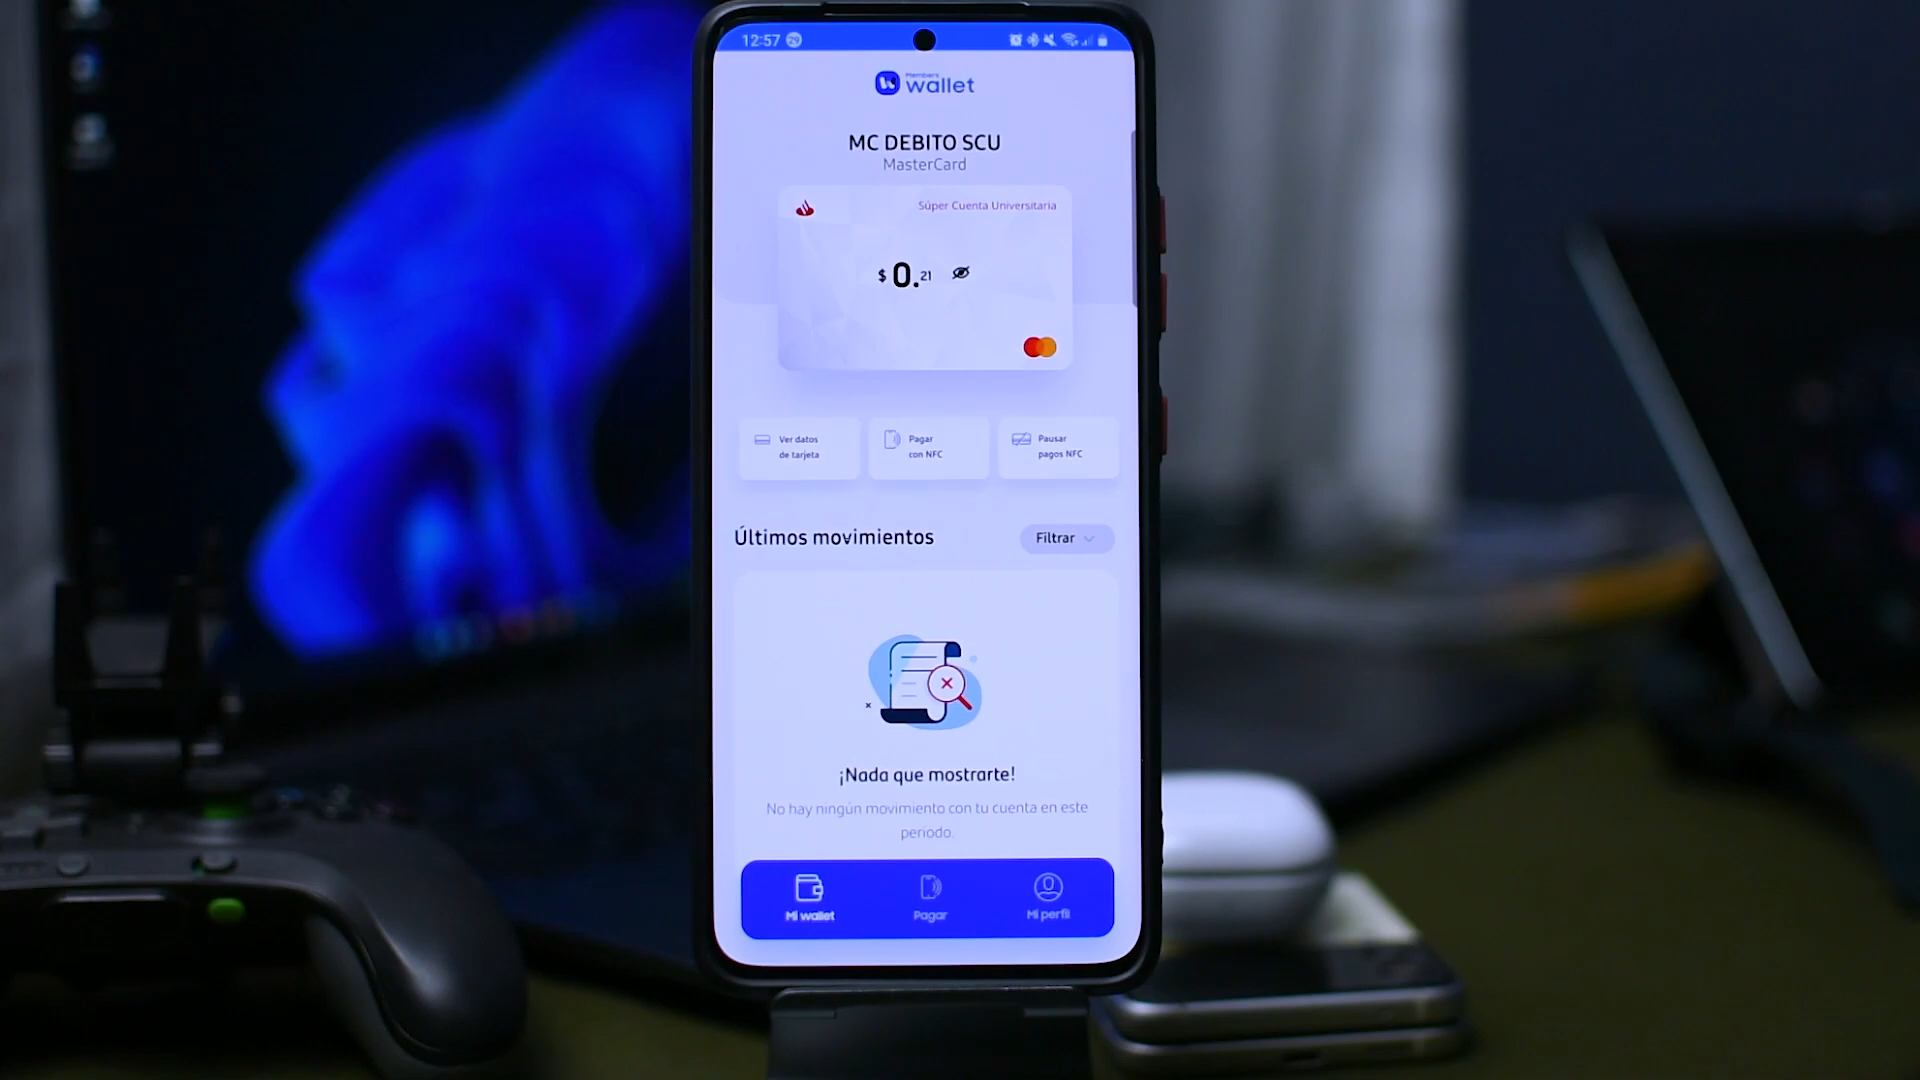 12:57 29
Members
wallet
MC DEBITO SCU
MasterCard
Súper Cuenta Universitaria
$ 0.21
Ver datos
de tarjeta
Pagar
con NFC
Pausar
pagos NFC
Últimos movimientos
Filtrar
¡Nada que mostrarte!
No hay ningún movimiento con tu cuenta en este
periodo.
Mi wallet
Pagar
Mi perfil